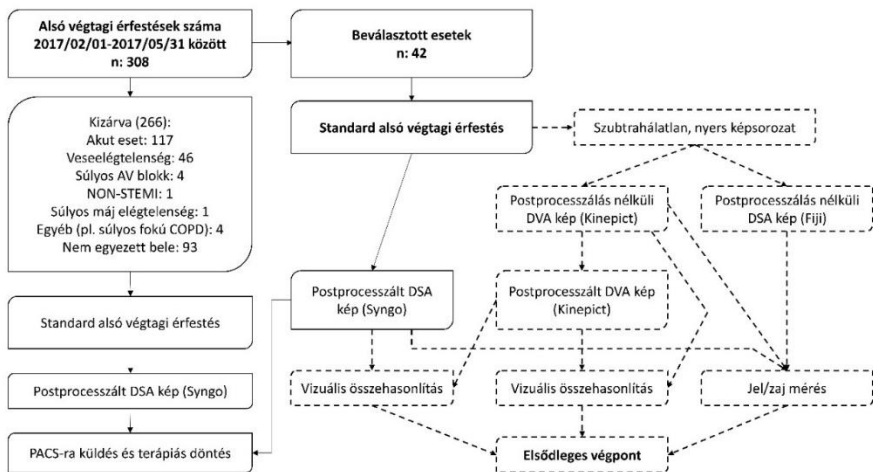 Alsó végtagi érfestések száma
2017/02/01-2017/05/31 között
n: 308
Beválasztott esetek
n: 42
Kizárva (266):
Akut eset: 117
Veseelégtelenség: 46
Súlyos AV blokk: 4
NON-STEMI: 1
Súlyos máj elégtelenség: 1
Egyéb (pl. súlyos fokú COPD): 4
Nem egyezett bele: 93
Standard alsó végtagi érfestés
Szubtrahálatlan, nyers képsorozat
Postprocesszálás nélküli
DVA kép (Kinepict)
Postprocesszálás nélküli
DSA kép (Fiji)
Standard alsó végtagi érfestés
Postprocesszált DSA
kép (Syngo)
Postprocesszált DVA kép
(Kinepict)
Postprocesszált DSA kép (Syngo)
Vizuális összehasonlítás
Vizuális összehasonlítás
Jel/zaj mérés
PACS-ra küldés és terápiás döntés
Elsődleges végpont